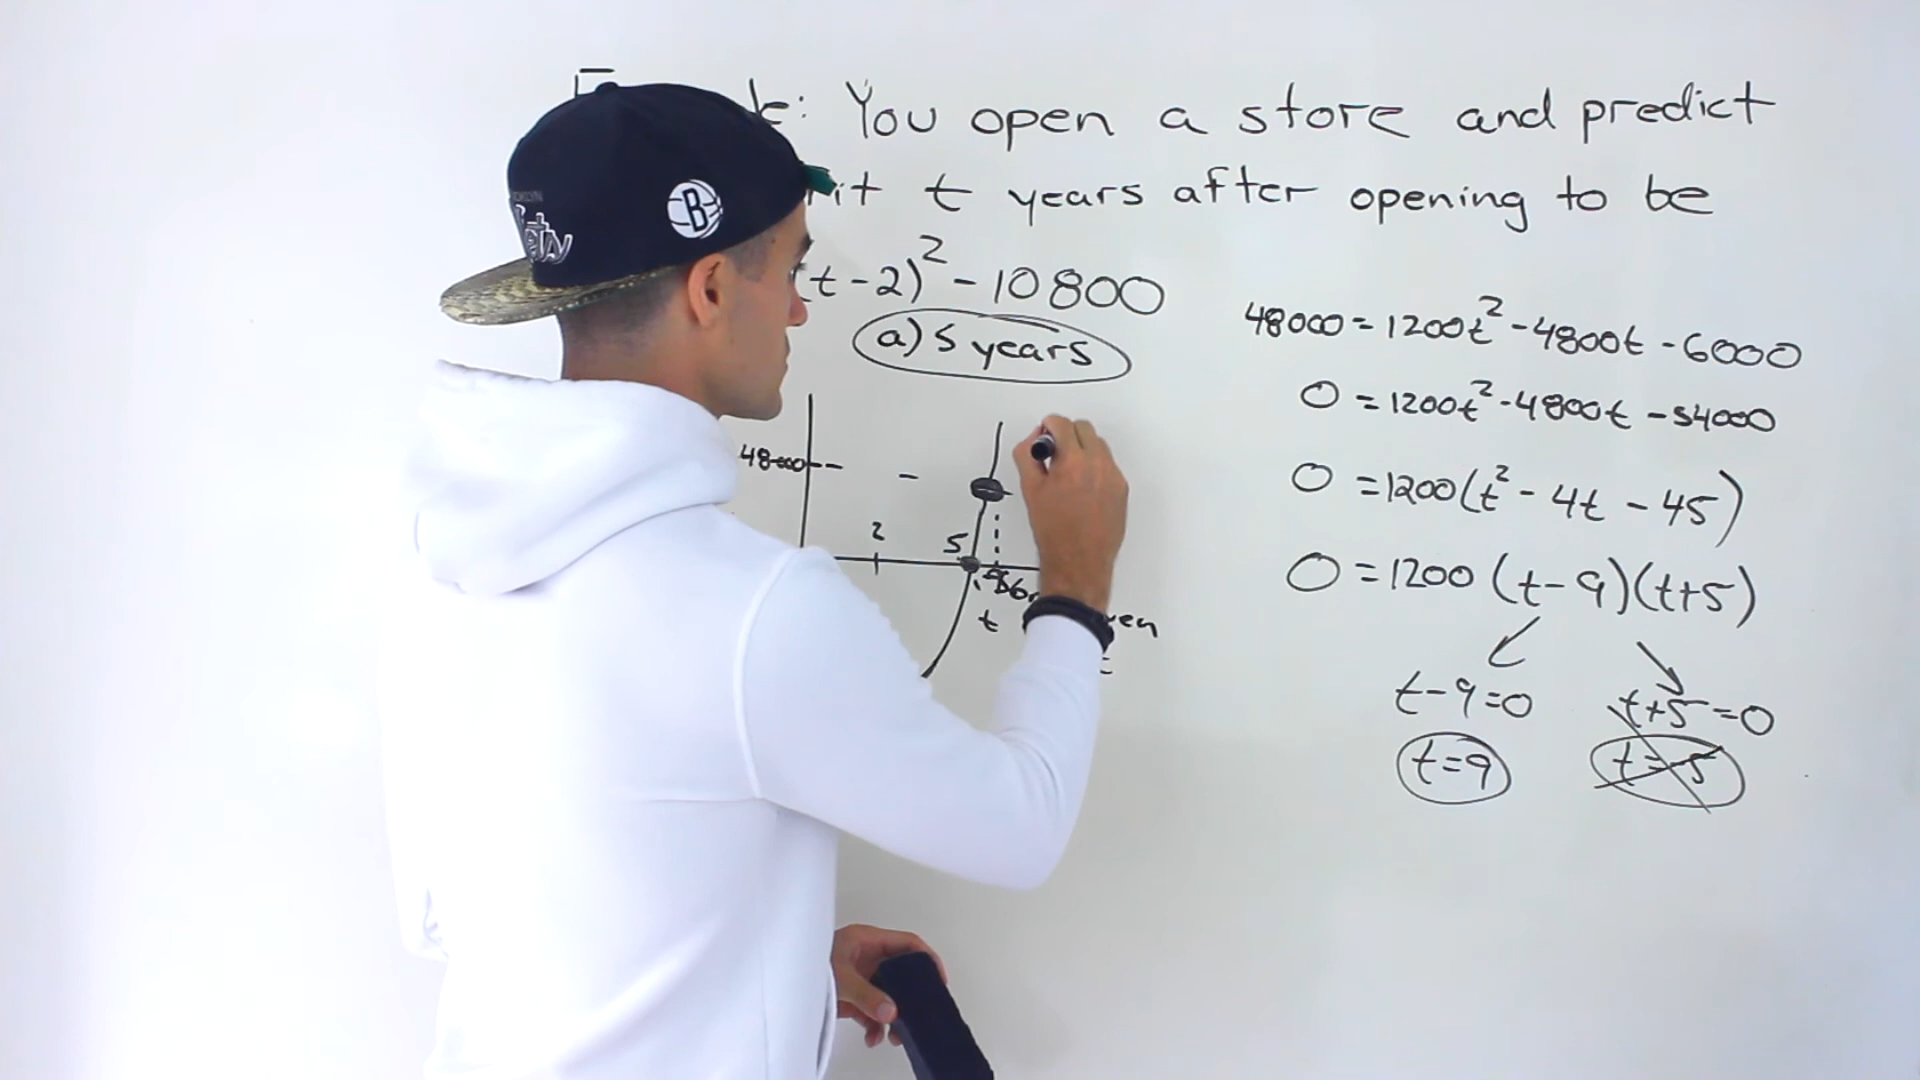 : You open a store and predict
it t years after opening to be
(t-2)² - 10800
a) 5 years
48000
2
5
t
48000 = 1200t² - 4800t - 6000
0 = 1200t² - 4800t - 54000
0 = 1200(t² - 4t - 45)
0 = 1200 (t-9)(t+5)
t-9=0 t+5=0
t=9 t=-5
B